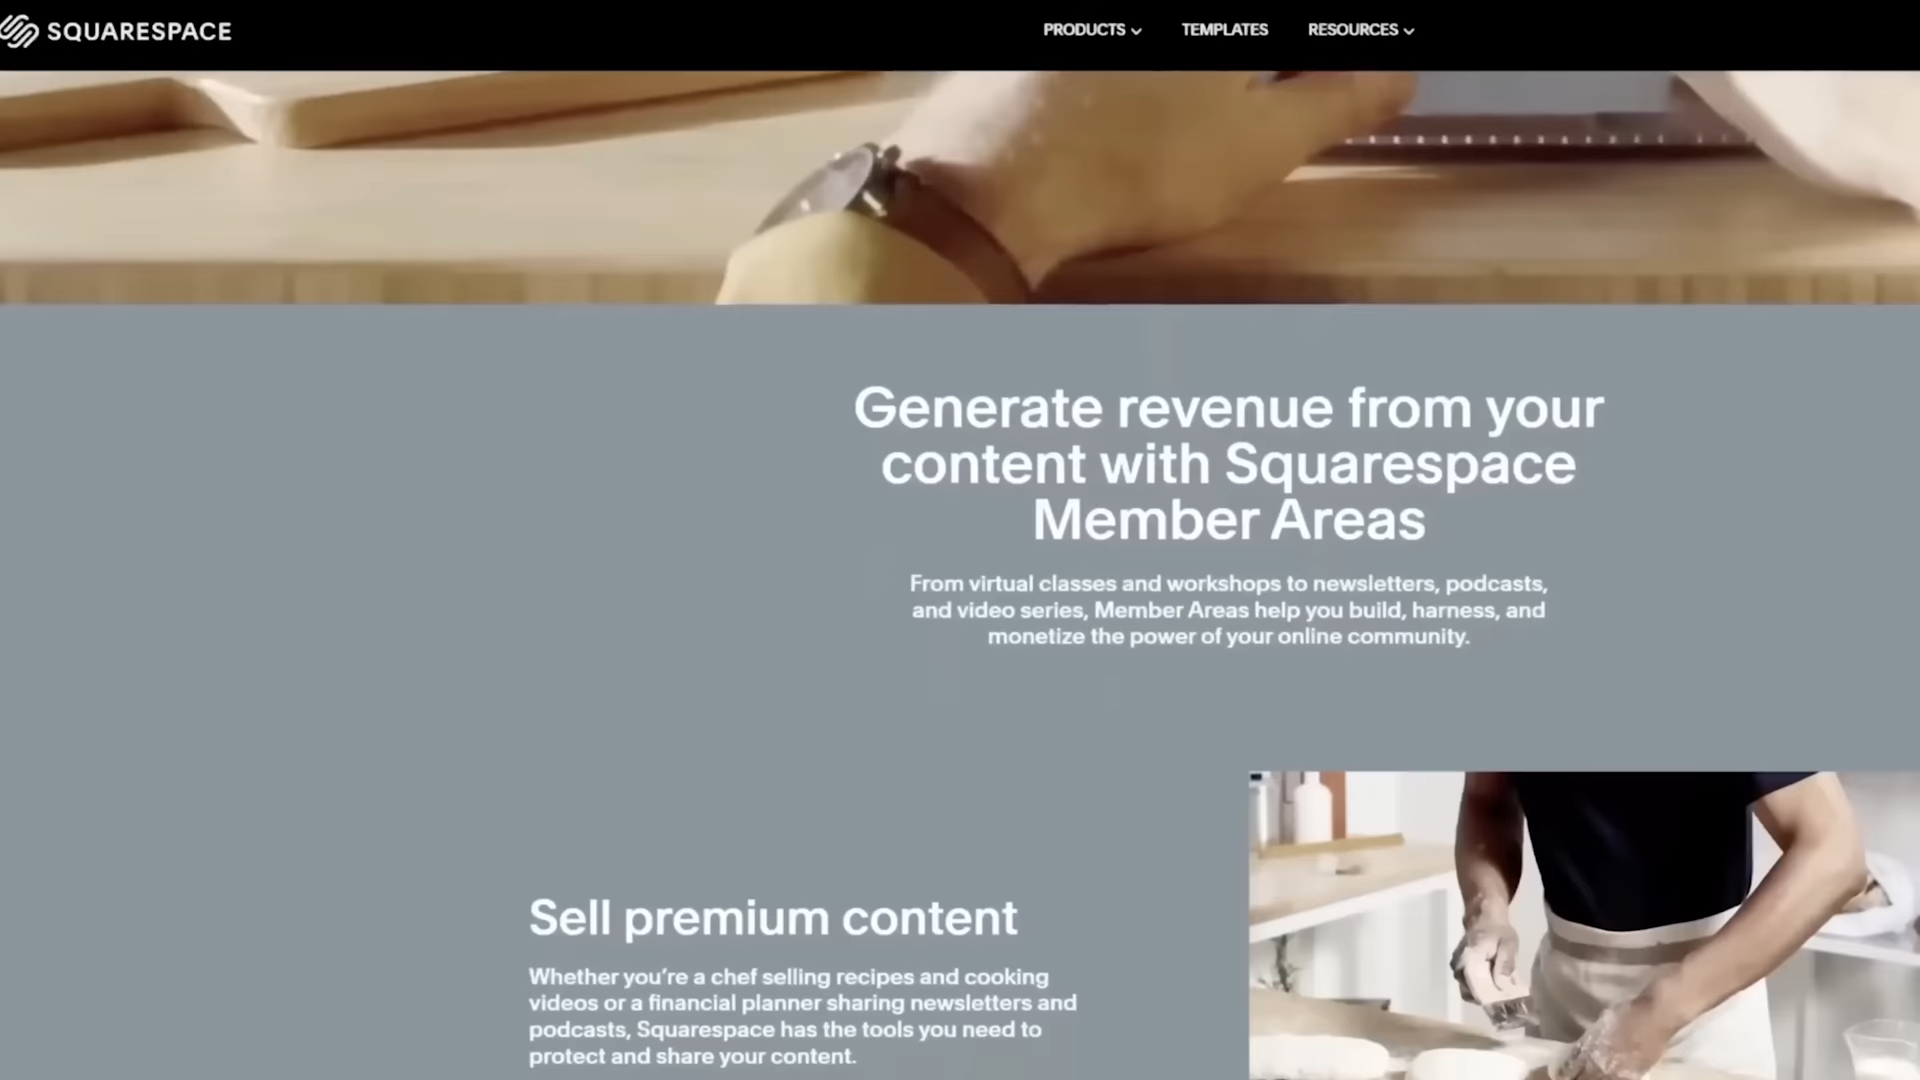 SQUARESPACE
PRODUCTS
TEMPLATES
RESOURCES
Generate revenue from your
content with Squarespace
Member Areas
From virtual classes and workshops to newsletters, podcasts,
and video series, Member Areas help you build, harness, and
monetize the power of your online community.
Sell premium content
Whether you’re a chef selling recipes and cooking
videos or a financial planner sharing newsletters and
podcasts, Squarespace has the tools you need to
protect and share your content.